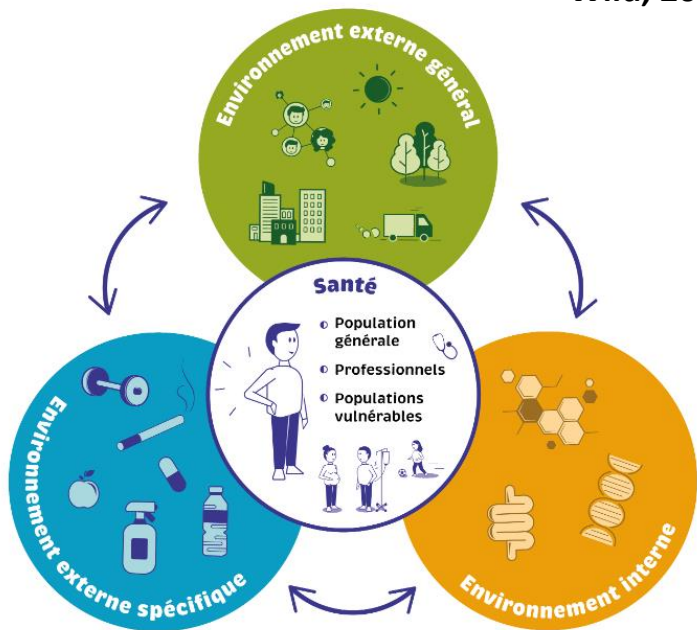 Environnement externe général
Santé
Population
générale
Professionnels
Populations
vulnérables
Environnement externe spécifique
Environnement interne